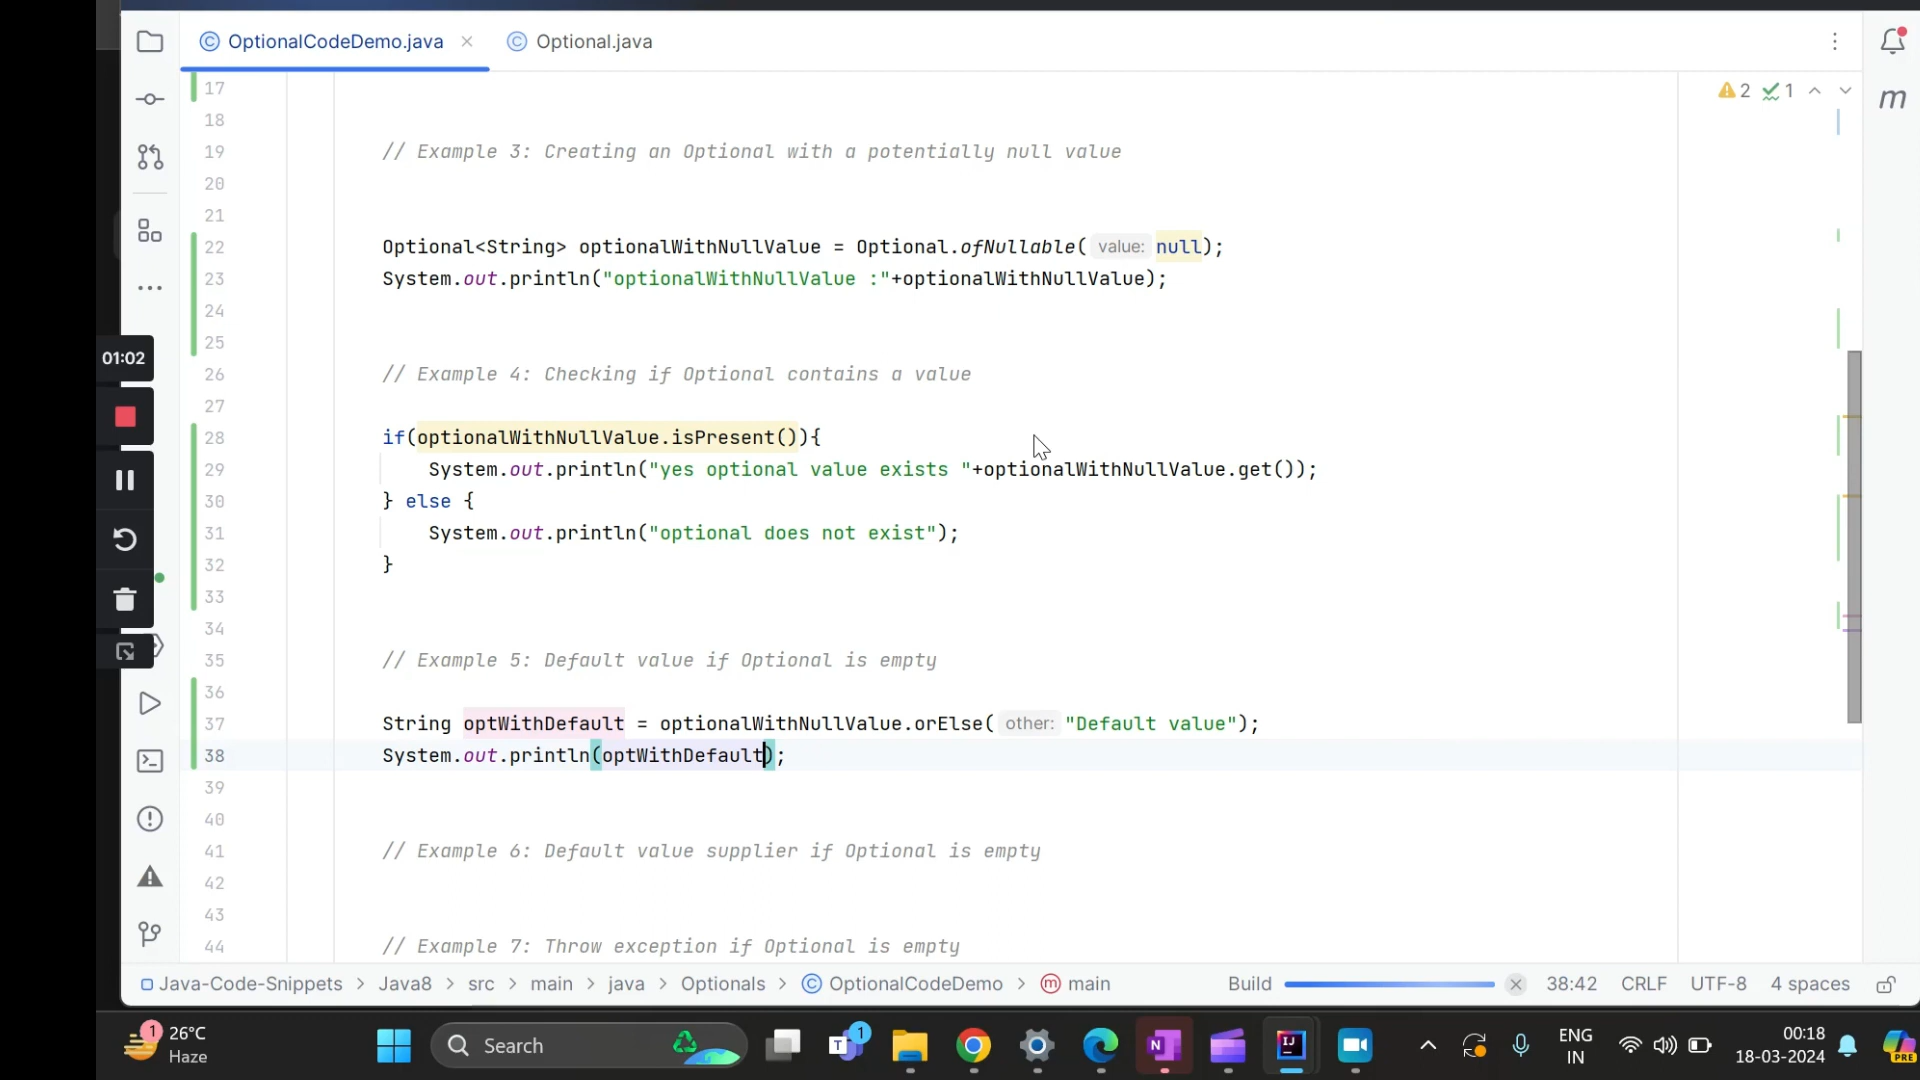 OptionalCodeDemo.java
Optional.java
17
2 1
m
18
19 // Example 3: Creating an Optional with a potentially null value
20
21
22 Optional<String> optionalWithNullValue = Optional.ofNullable( value: null);
23 System.out.println("optionalWithNullValue :"+optionalWithNullValue);
24
25
01:02
26 // Example 4: Checking if Optional contains a value
27
28 if(optionalWithNullValue.isPresent()){
29 System.out.println("yes optional value exists "+optionalWithNullValue.get());
30 } else {
31 System.out.println("optional does not exist");
32 }
33
34
35 // Example 5: Default value if Optional is empty
36
37 String optWithDefault = optionalWithNullValue.orElse( other: "Default value");
38 System.out.println(optWithDefault);
39
40
41 // Example 6: Default value supplier if Optional is empty
42
43
44 // Example 7: Throw exception if Optional is empty
Java-Code-Snippets > Java8 > src > main > java > Optionals > OptionalCodeDemo > main Build 38:42 CRLF UTF-8 4 spaces
1
26°C
Haze
Search
1
ENG
IN
00:18
18-03-2024
PRE